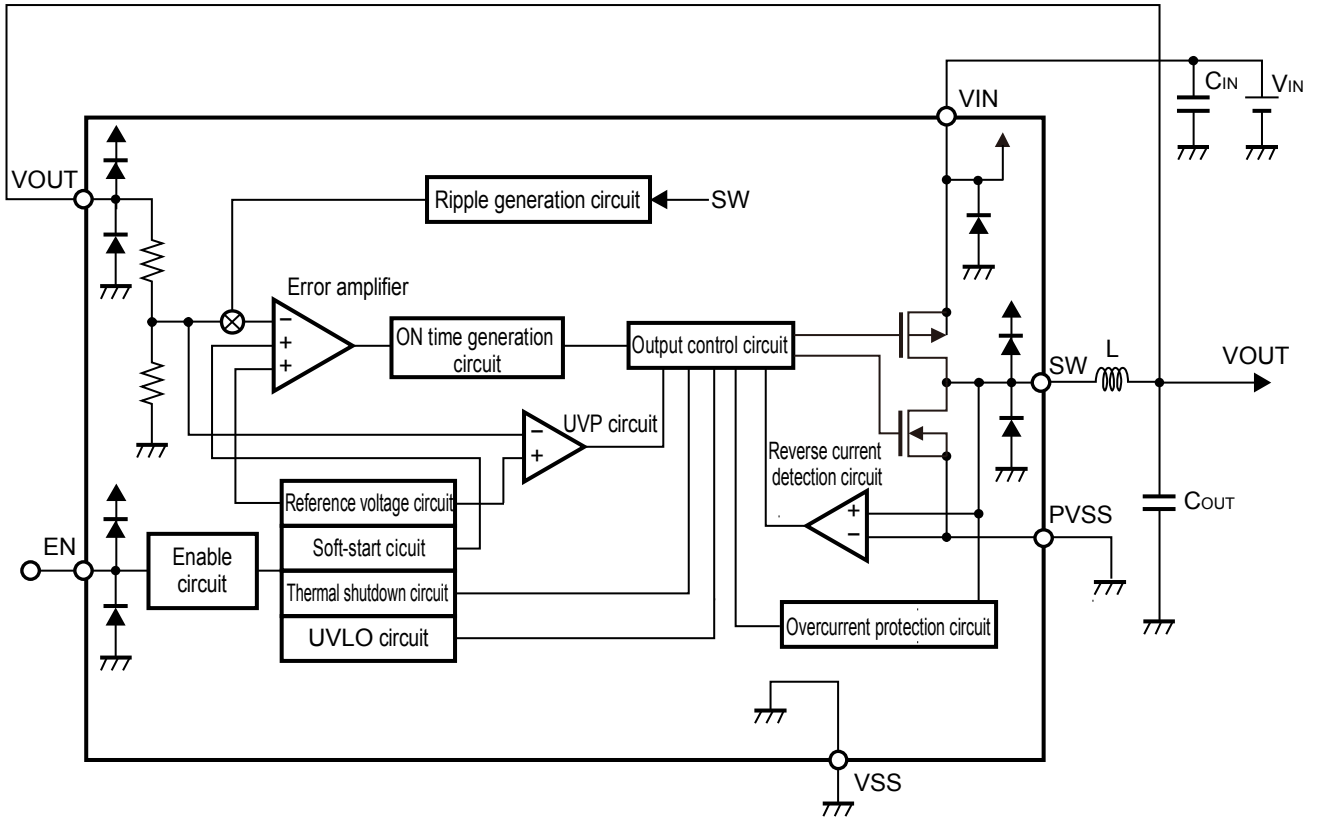 CIN
VIN
VIN
VOUT
Ripple generation circuit
SW
Error amplifier
−
+
+
ON time generation
circuit
Output control circuit
SW
L
VOUT
UVP circuit
−
+
Reverse current
detection circuit
+
−
Reference voltage circuit
Soft-start cicuit
Thermal shutdown circuit
UVLO circuit
EN
Enable
circuit
PVSS
COUT
Overcurrent protection circuit
VSS